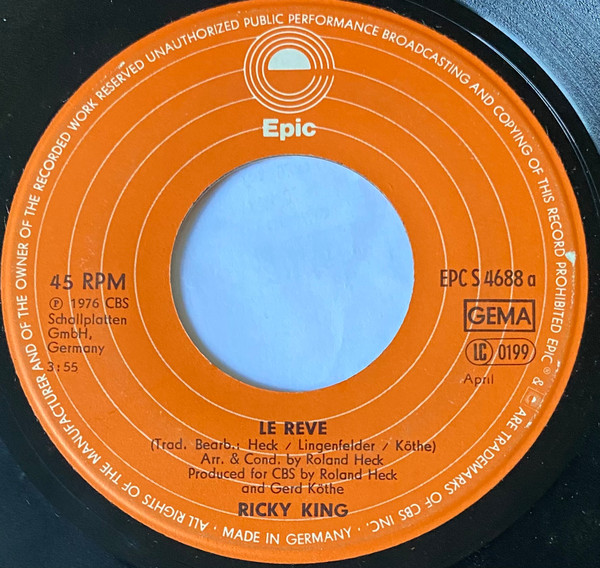 ALL RIGHTS OF THE MANUFACTURER AND OF THE OWNER OF THE RECORDED WORK RESERVED UNAUTHORIZED PUBLIC PERFORMANCE BROADCASTING AND COPYING OF THIS RECORD PROHIBITED EPIC ® & ARE TRADEMARKS OF CBS INC. · MADE IN GERMANY ·
Epic
45 RPM
℗ 1976 CBS
Schallplatten
GmbH,
Germany
3:55
EPC S 4688 a
GEMA
LC 0199
April
LE REVE
(Trad. Bearb.: Heck / Lingenfelder / Köthe)
Arr. & Cond. by Roland Heck
Produced for CBS by Roland Heck
and Gerd Köthe
RICKY KING